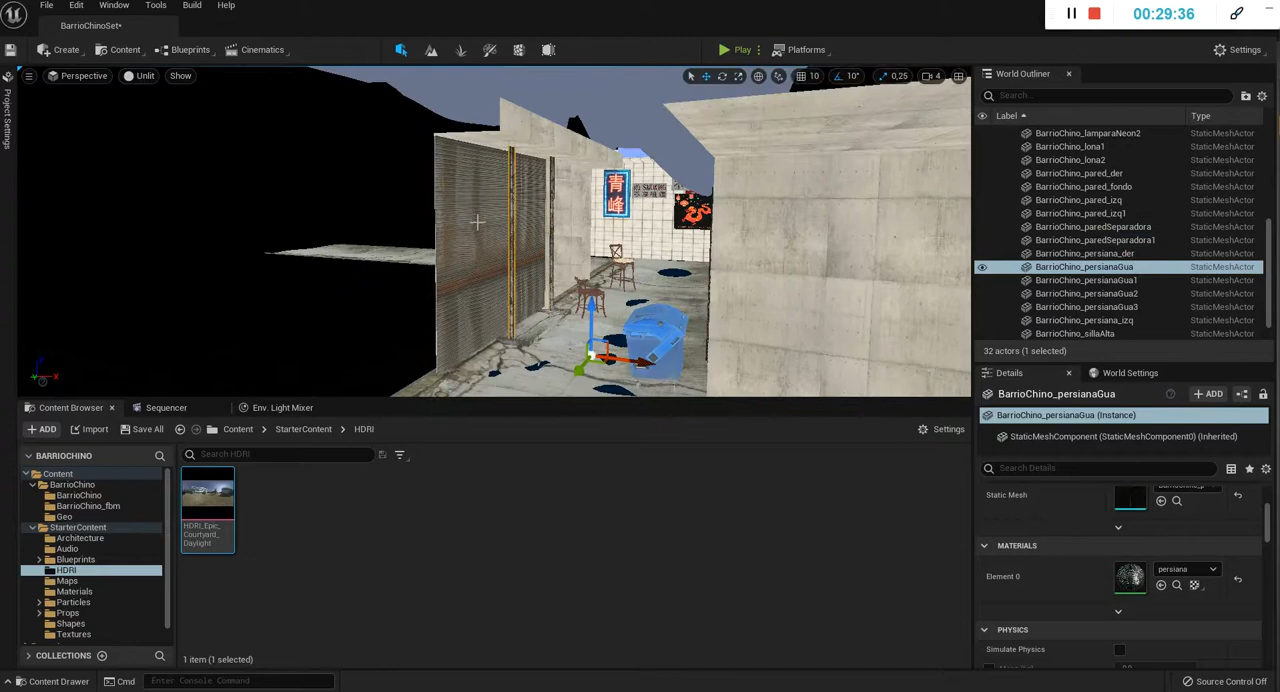 File Edit Window Tools Build Help
00:29:36
BarrioChinoSet*
Create Content Blueprints Cinematics Play Platforms Settings
Perspective Unlit Show 10 10° 0,25 4
World Outliner
Search...
Label Type
Project Settings
BarrioChino_lamparaNeon2 StaticMeshActor
BarrioChino_lona1 StaticMeshActor
BarrioChino_lona2 StaticMeshActor
BarrioChino_pared_der StaticMeshActor
BarrioChino_pared_fondo StaticMeshActor
BarrioChino_pared_izq StaticMeshActor
BarrioChino_pared_izq1 StaticMeshActor
BarrioChino_paredSeparadora StaticMeshActor
BarrioChino_paredSeparadora1 StaticMeshActor
BarrioChino_persiana_der StaticMeshActor
BarrioChino_persianaGua StaticMeshActor
BarrioChino_persianaGua1 StaticMeshActor
BarrioChino_persianaGua2 StaticMeshActor
BarrioChino_persianaGua3 StaticMeshActor
BarrioChino_persiana_izq StaticMeshActor
BarrioChino_sillaAlta StaticMeshActor
32 actors (1 selected)
青
峰
NO SMOKING
Details World Settings
BarrioChino_persianaGua ADD
BarrioChino_persianaGua (Instance)
StaticMeshComponent (StaticMeshComponent0) (Inherited)
Search Details
Static Mesh
MATERIALS
Element 0 persiana
PHYSICS
Simulate Physics
Content Browser Sequencer Env. Light Mixer
ADD Import Save All Content StarterContent HDRI Settings
BARRIOCHINO
Search HDRI
Content
BarrioChino
BarrioChino
BarrioChino_fbm
Geo
StarterContent
Architecture
Audio
Blueprints
HDRI
Maps
Materials
Particles
Props
Shapes
Textures
HDRI_Epic_
Courtyard_
Daylight
COLLECTIONS
1 item (1 selected)
Content Drawer Cmd Enter Console Command Source Control Off